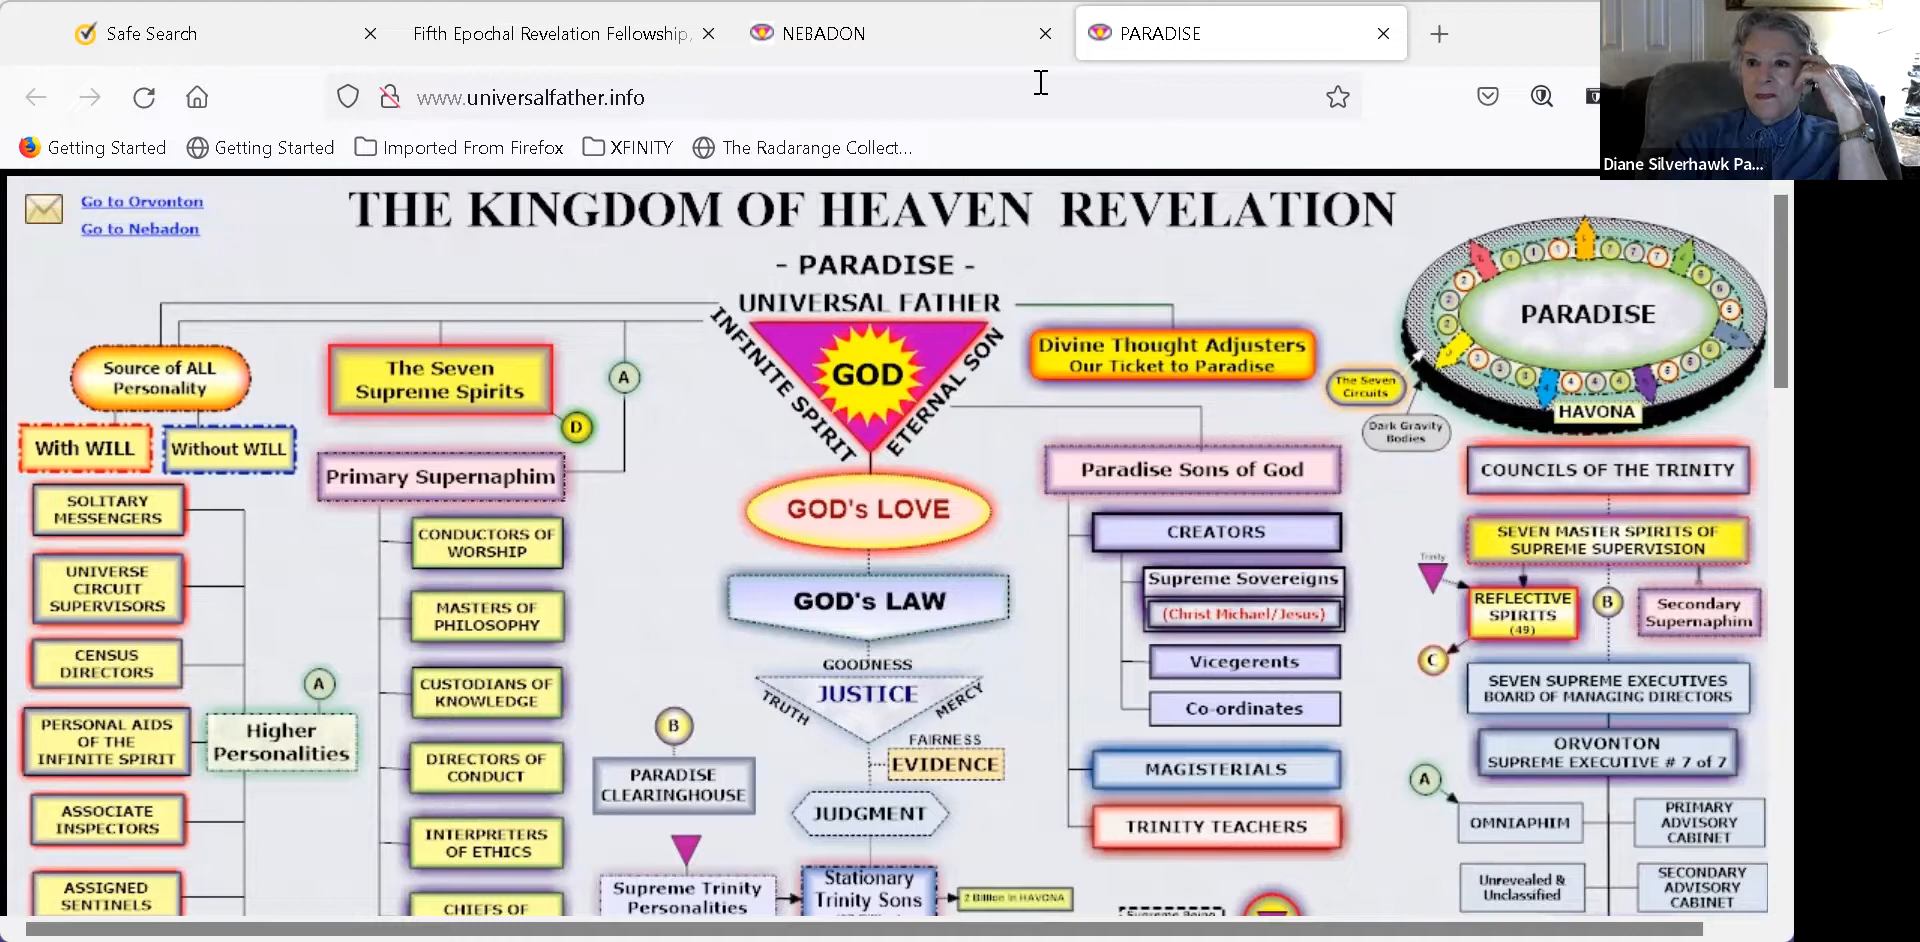 Safe Search
Fifth Epochal Revelation Fellowship,
NEBADON
PARADISE
www.universalfather.info
Getting Started
Getting Started
Imported From Firefox
XFINITY
The Radarange Collect...
Diane Silverhawk Pa...
Go to Orvonton
Go to Nebadon
THE KINGDOM OF HEAVEN REVELATION
- PARADISE -
UNIVERSAL FATHER
INFINITE SPIRIT
ETERNAL SON
GOD
Source of ALL
Personality
With WILL
Without WILL
SOLITARY
MESSENGERS
UNIVERSE
CIRCUIT
SUPERVISORS
CENSUS
DIRECTORS
PERSONAL AIDS
OF THE
INFINITE SPIRIT
ASSOCIATE
INSPECTORS
ASSIGNED
SENTINELS
A
Higher
Personalities
The Seven
Supreme Spirits
A
D
Primary Supernaphim
CONDUCTORS OF
WORSHIP
MASTERS OF
PHILOSOPHY
CUSTODIANS OF
KNOWLEDGE
DIRECTORS OF
CONDUCT
INTERPRETERS
OF ETHICS
CHIEFS OF
GOD's LOVE
GOD's LAW
GOODNESS
JUSTICE
TRUTH
MERCY
FAIRNESS
EVIDENCE
JUDGMENT
B
PARADISE
CLEARINGHOUSE
Supreme Trinity
Personalities
Stationary
Trinity Sons
2 Billion in HAVONA
Divine Thought Adjusters
Our Ticket to Paradise
Paradise Sons of God
CREATORS
Supreme Sovereigns
(Christ Michael/Jesus)
Vicegerents
Co-ordinates
MAGISTERIALS
TRINITY TEACHERS
PARADISE
HAVONA
The Seven
Circuits
Dark Gravity
Bodies
COUNCILS OF THE TRINITY
SEVEN MASTER SPIRITS OF
SUPREME SUPERVISION
Trinity
REFLECTIVE
SPIRITS
(49)
B
Secondary
Supernaphim
C
SEVEN SUPREME EXECUTIVES
BOARD OF MANAGING DIRECTORS
ORVONTON
SUPREME EXECUTIVE # 7 of 7
A
OMNIAPHIM
PRIMARY
ADVISORY
CABINET
Unrevealed &
Unclassified
SECONDARY
ADVISORY
CABINET